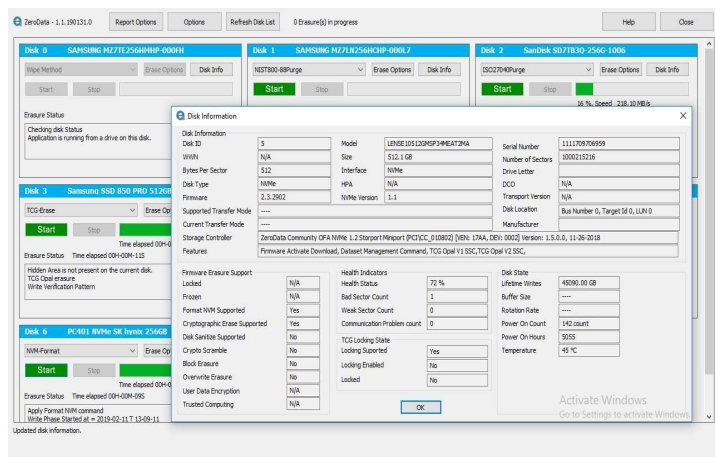 ZeroData - 1.1.190131.0 Report Options Options Refresh Disk List 0 Erasure(s) in progress Help Close
Disk 0 SAMSUNG MZ7TE256HMHP-000FH
Wipe Method Erase Options Disk Info
Start Stop
Erasure Status
Checking disk Status
Application is running from a drive on this disk.
Disk 1 SAMSUNG MZ7LN256HCHP-000L7
NIST800-88Purge Erase Options Disk Info
Start Stop
Disk 2 SanDisk SD7TB3Q-256G-1006
ISO27040Purge Erase Options Disk Info
Start Stop
16 %, Speed 218.10 MB/s
Disk 3 Samsung SSD 850 PRO 512GB
TCG-Erase Erase Op
Start Stop
Time elapsed 00H-0
Erasure Status Time elapsed 00H-00M-11S
Hidden Area is not present on the current disk.
TCG Opal erasure
Write Verification Pattern
Disk 6 PC401 NVMe SK hynix 256GB
NVM-Format Erase Op
Start Stop
Time elapsed 00H-0
Erasure Status Time elapsed 00H-00M-09S
Apply Format NVM command
Write Phase Started at = 2019-02-11 T 13-09-11
Updated disk information.
Disk Information
Disk Information
Disk ID 5 Model LENSE10512GMSP34MEAT2MA Serial Number 1111709706959
WWN N/A Size 512.1 GB Number of Sectors 1000215216
Bytes Per Sector 512 Interface NVMe Drive Letter
Disk Type NVMe HPA N/A DCO N/A
Firmware 2.3.2902 NVMe Version 1.1 Transport Version N/A
Supported Transfer Mode ---- Disk Location Bus Number 0, Target Id 0, LUN 0
Current Transfer Mode ---- Manufacturer
Storage Controller ZeroData Community OFA NVMe 1.2 Storport Miniport (PCI\CC_010802) [VEN: 17AA, DEV: 0002] Version: 1.5.0.0, 11-26-2018
Features Firmware Activate Download, Dataset Management Command, TCG Opal V1 SSC,TCG Opal V2 SSC,
Firmware Erasure Support
Locked N/A
Frozen N/A
Format NVM Supported Yes
Cryptographic Erase Supported Yes
Disk Sanitize Supported No
Crypto Scramble No
Block Erasure No
Overwrite Erasure No
User Data Encryption N/A
Trusted Computing N/A
Health Indicators
Health Status 72 %
Bad Sector Count 1
Weak Sector Count 0
Communication Problem count 0
TCG Locking State
Locking Suported Yes
Locking Enabled No
Locked No
OK
Disk State
Lifetime Writes 45090.00 GB
Buffer Size ----
Rotation Rate ----
Power On Count 142 count
Power On Hours 5055
Temperature 45 ºC
Activate Windows
Go to Settings to activate Windows